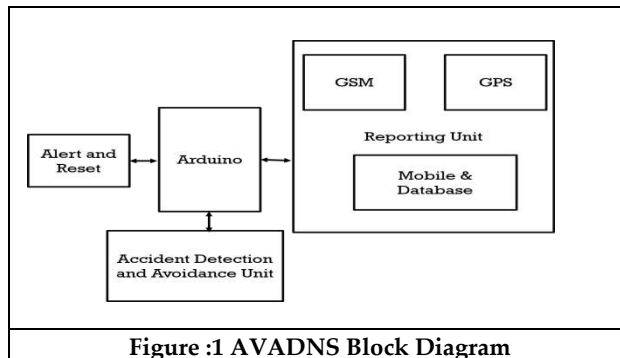 GSM
GPS
Reporting Unit
Alert and
Reset
Arduino
Mobile &
Database
Accident Detection
and Avoidance Unit
Figure :1 AVADNS Block Diagram